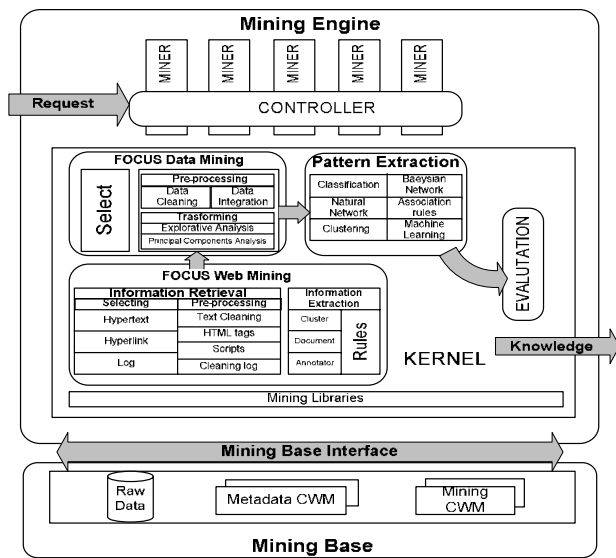 Mining Engine
MINER
MINER
MINER
MINER
MINER
Request
CONTROLLER
FOCUS Data Mining
Select
Pre-processing
Data Cleaning
Data Integration
Trasforming
Explorative Analysis
Principal Components Analysis
Pattern Extraction
Classification
Baeysian Network
Natural Network
Association rules
Clustering
Machine Learning
EVALUTATION
FOCUS Web Mining
Information Retrieval
Selecting
Pre-processing
Hypertext
Text Cleaning
Hyperlink
HTML tags
Scripts
Log
Cleaning log
Information Extraction
Cluster
Document
Annotator
Rules
KERNEL
Knowledge
Mining Libraries
Mining Base Interface
Raw Data
Metadata CWM
Mining CWM
Mining Base